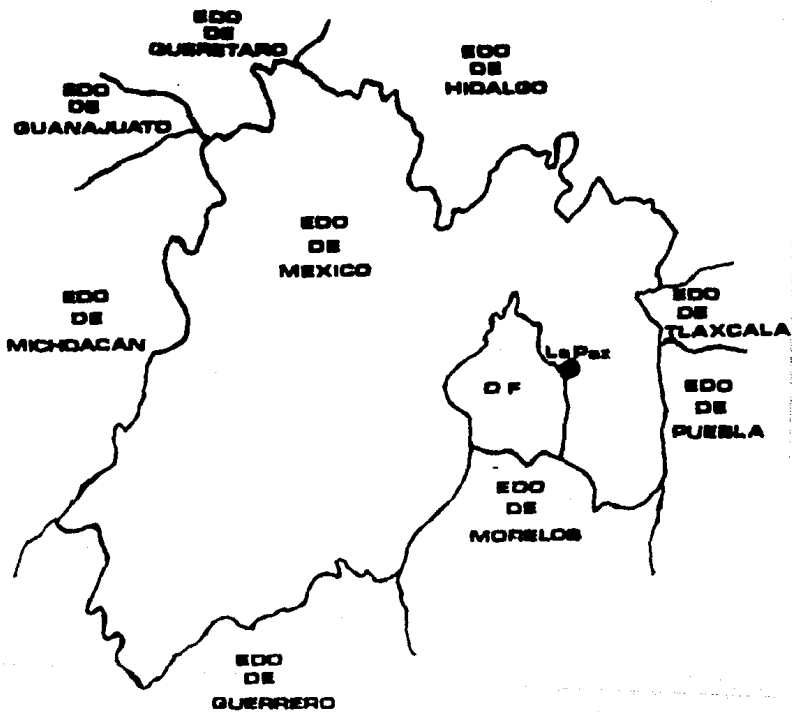 EDO
DE
QUERETARO
EDO
DE
HIDALGO
EDO
DE
GUANAJUATO
EDO
DE
MEXICO
EDO
DE
MICHOACAN
EDO
DE
TLAXCALA
La Paz
D F
EDO
DE
PUEBLA
EDO
DE
MORELOS
EDO
DE
GUERRERO